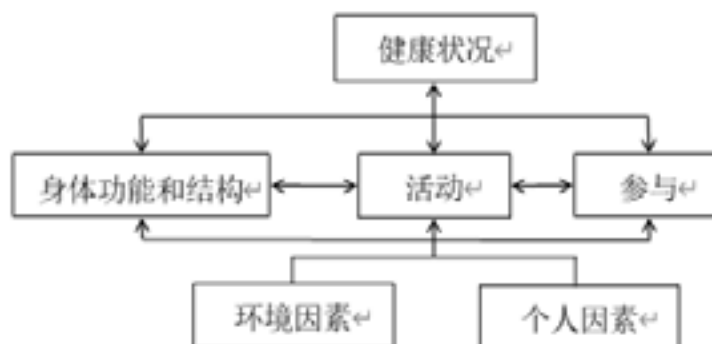 健康状况
身体功能和结构
活动
参与
环境因素
个人因素